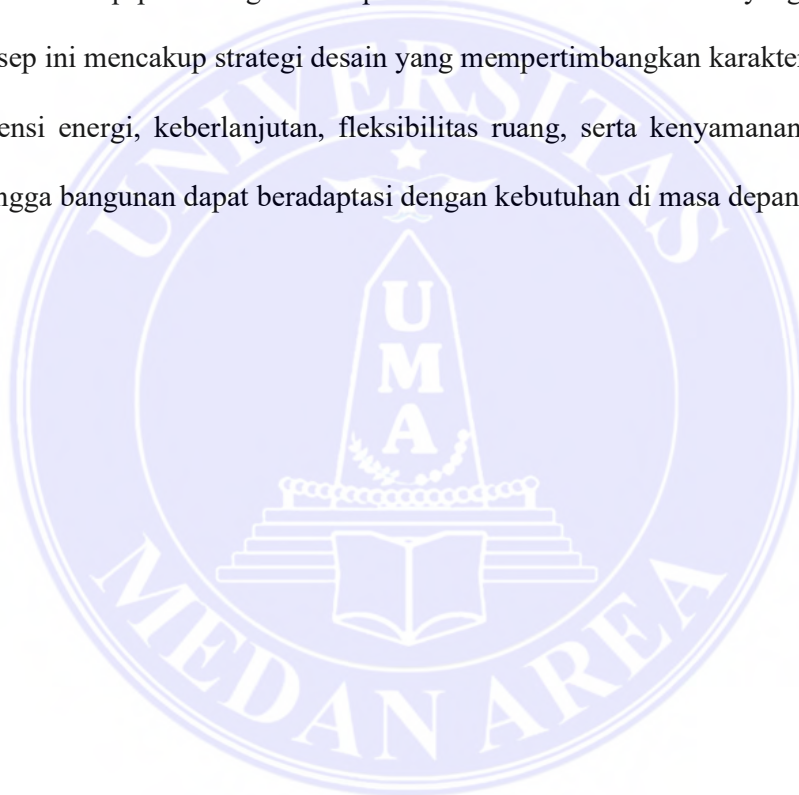 sep ini mencakup strategi desain yang mempertimbangkan karakte
ensi energi, keberlanjutan, fleksibilitas ruang, serta kenyamanan
ngga bangunan dapat beradaptasi dengan kebutuhan di masa depan
UNIVERSITAS
U
M
A
MEDAN AREA